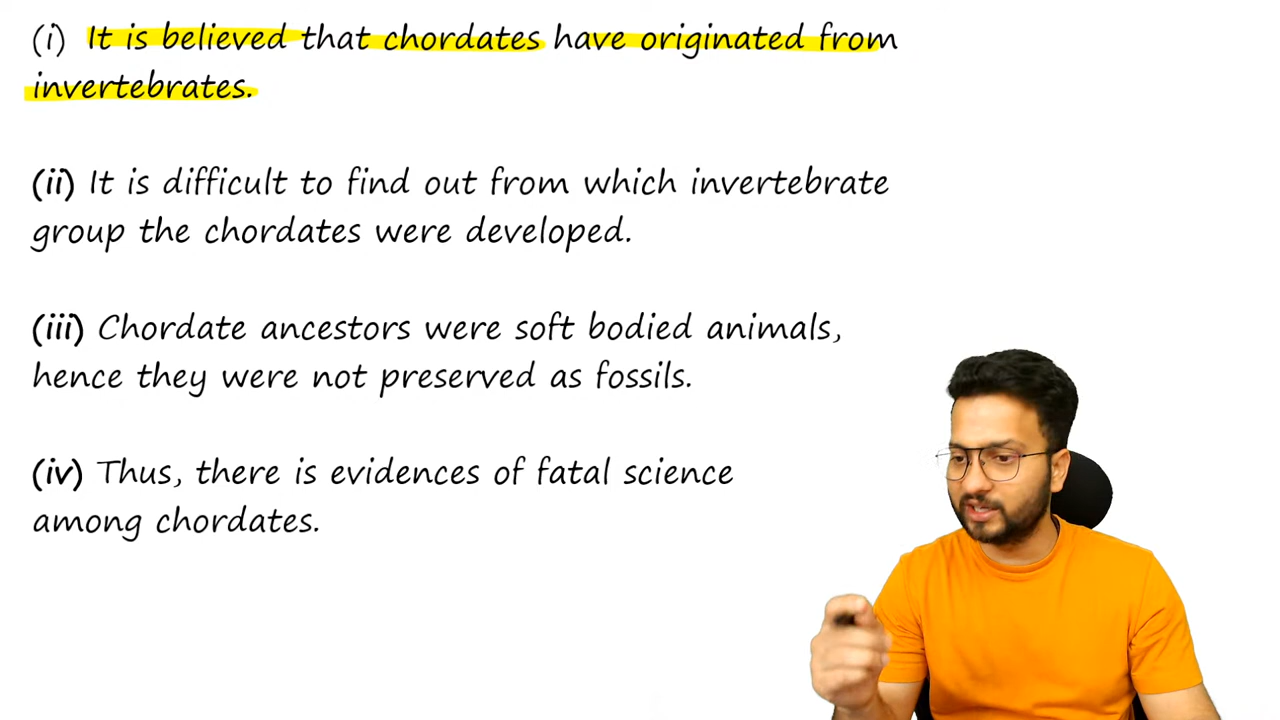 (i) It is believed that chordates have originated from
invertebrates.
(ii) It is difficult to find out from which invertebrate
group the chordates were developed.
(iii) Chordate ancestors were soft bodied animals,
hence they were not preserved as fossils.
(iv) Thus, there is evidences of fatal science
among chordates.